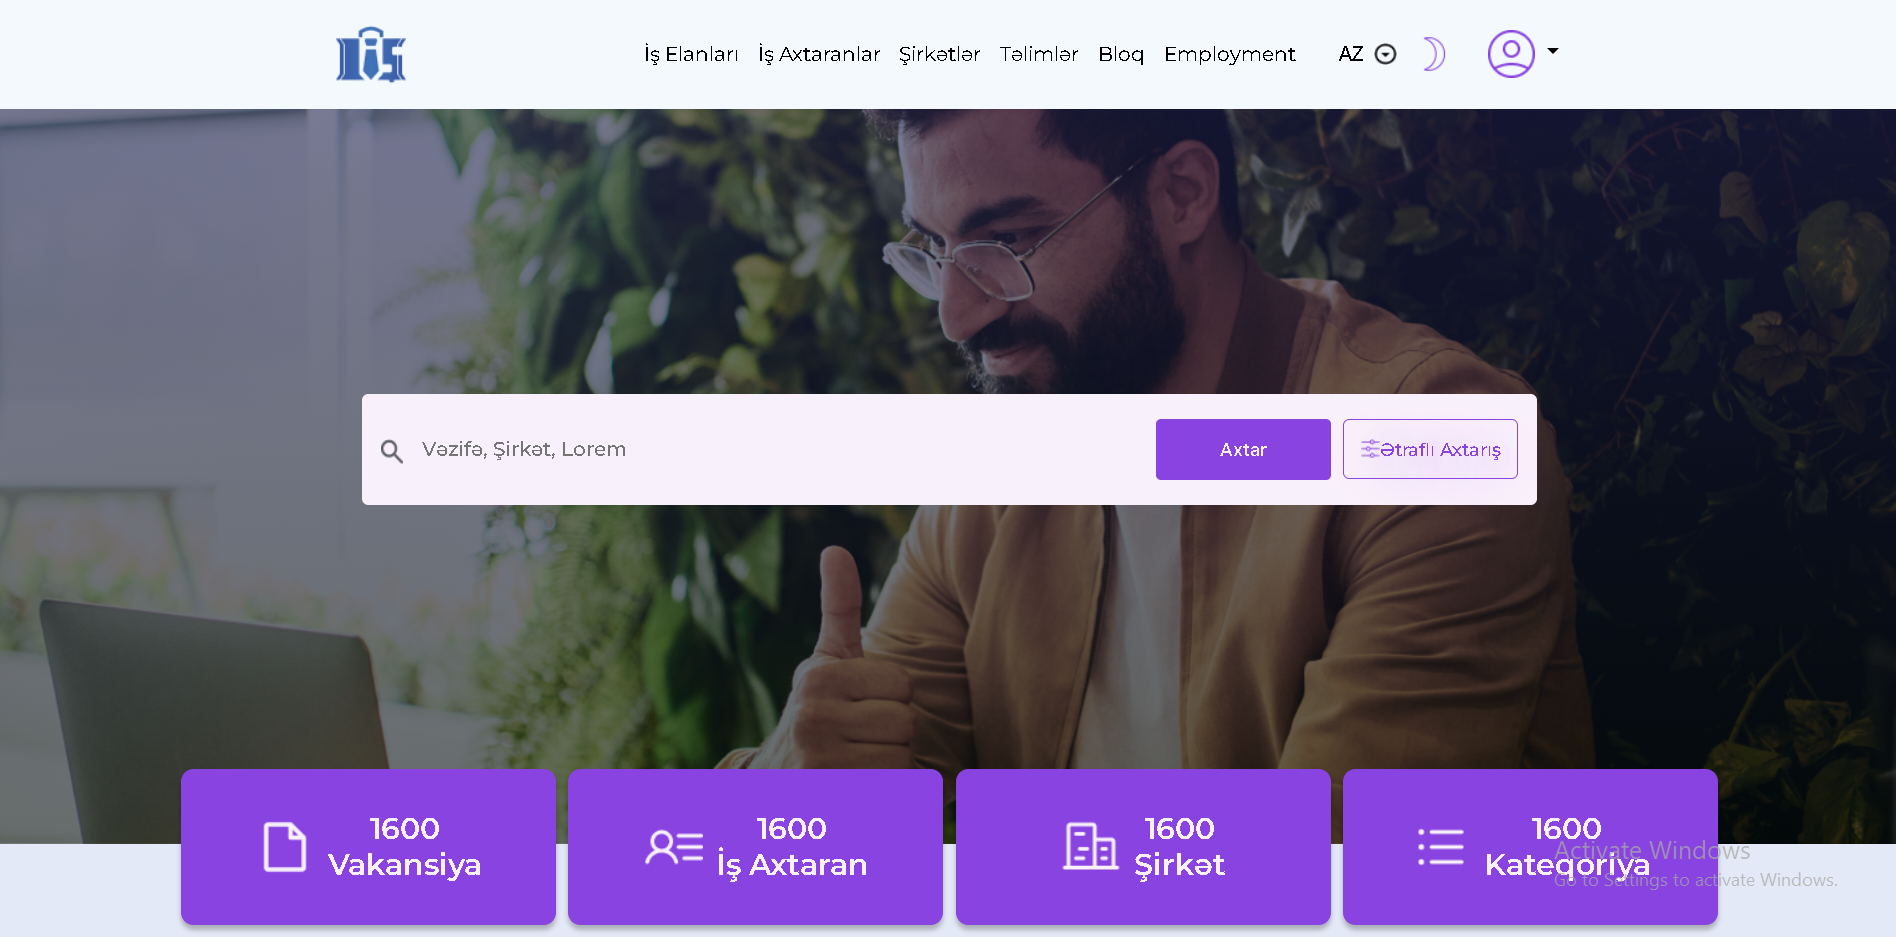 İŞ
İş Elanları İş Axtaranlar Şirkətlər Təlimlər Bloq Employment AZ
Vəzifə, Şirkət, Lorem
Axtar
Ətraflı Axtarış
1600
Vakansiya
1600
İş Axtaran
1600
Şirkət
1600
Kateqoriya
Activate Windows
Go to Settings to activate Windows.